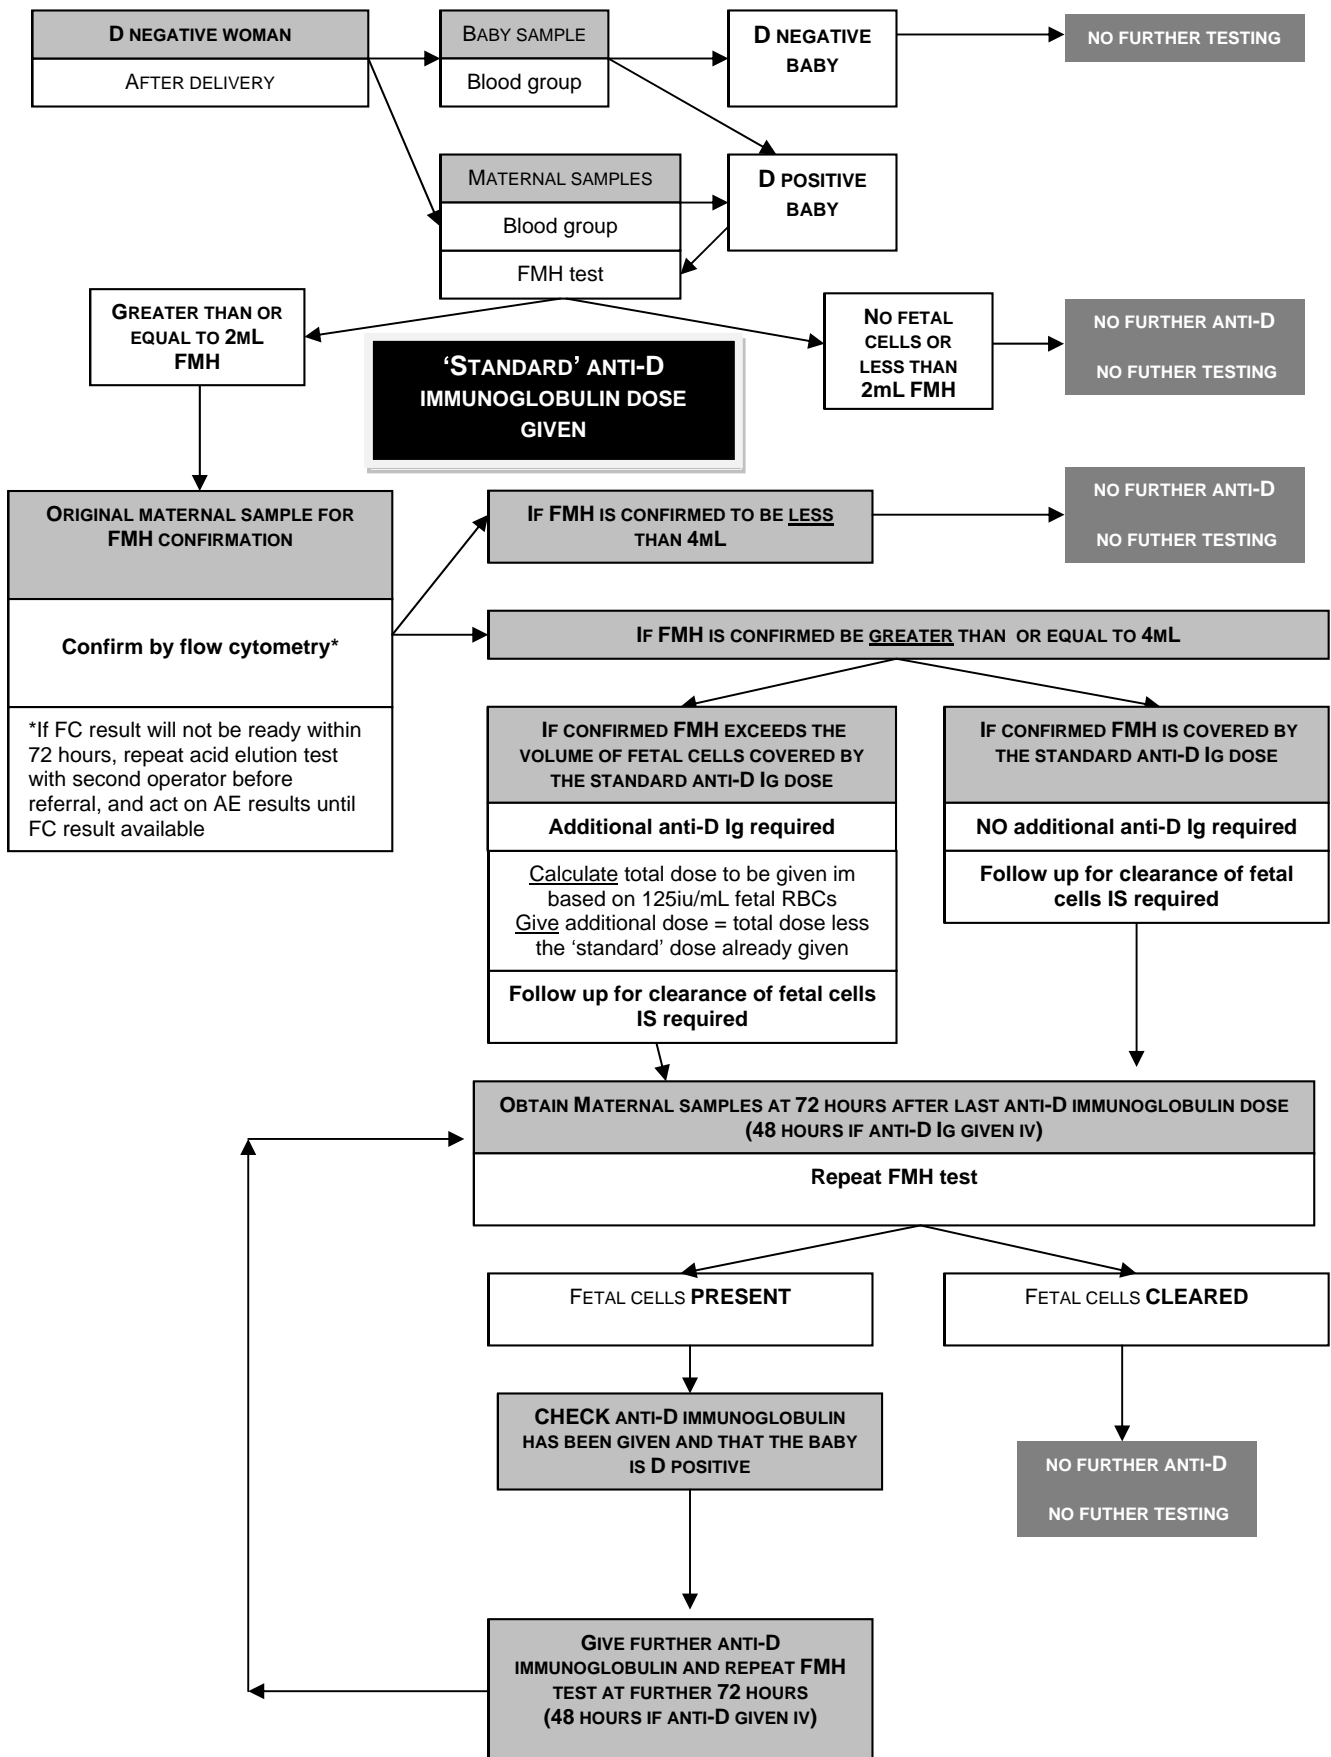 D NEGATIVE WOMAN
AFTER DELIVERY
BABY SAMPLE
Blood group
D NEGATIVE
BABY
NO FURTHER TESTING
MATERNAL SAMPLES
Blood group
FMH test
D POSITIVE
BABY
GREATER THAN OR
EQUAL TO 2ML
FMH
‘STANDARD’ ANTI-D
IMMUNOGLOBULIN DOSE
GIVEN
NO FETAL
CELLS OR
LESS THAN
2mL FMH
NO FURTHER ANTI-D
NO FUTHER TESTING
ORIGINAL MATERNAL SAMPLE FOR
FMH CONFIRMATION
Confirm by flow cytometry*
*If FC result will not be ready within
72 hours, repeat acid elution test
with second operator before
referral, and act on AE results until
FC result available
IF FMH IS CONFIRMED TO BE LESS
THAN 4ML
NO FURTHER ANTI-D
NO FUTHER TESTING
IF FMH IS CONFIRMED BE GREATER THAN OR EQUAL TO 4ML
IF CONFIRMED FMH EXCEEDS THE
VOLUME OF FETAL CELLS COVERED BY
THE STANDARD ANTI-D IG DOSE
Additional anti-D Ig required
Calculate total dose to be given im
based on 125iu/mL fetal RBCs
Give additional dose = total dose less
the ‘standard’ dose already given
Follow up for clearance of fetal cells
IS required
IF CONFIRMED FMH IS COVERED BY
THE STANDARD ANTI-D IG DOSE
NO additional anti-D Ig required
Follow up for clearance of fetal
cells IS required
OBTAIN MATERNAL SAMPLES AT 72 HOURS AFTER LAST ANTI-D IMMUNOGLOBULIN DOSE
(48 HOURS IF ANTI-D IG GIVEN IV)
Repeat FMH test
FETAL CELLS PRESENT
FETAL CELLS CLEARED
CHECK ANTI-D IMMUNOGLOBULIN
HAS BEEN GIVEN AND THAT THE BABY
IS D POSITIVE
NO FURTHER ANTI-D
NO FUTHER TESTING
GIVE FURTHER ANTI-D
IMMUNOGLOBULIN AND REPEAT FMH
TEST AT FURTHER 72 HOURS
(48 HOURS IF ANTI-D GIVEN IV)